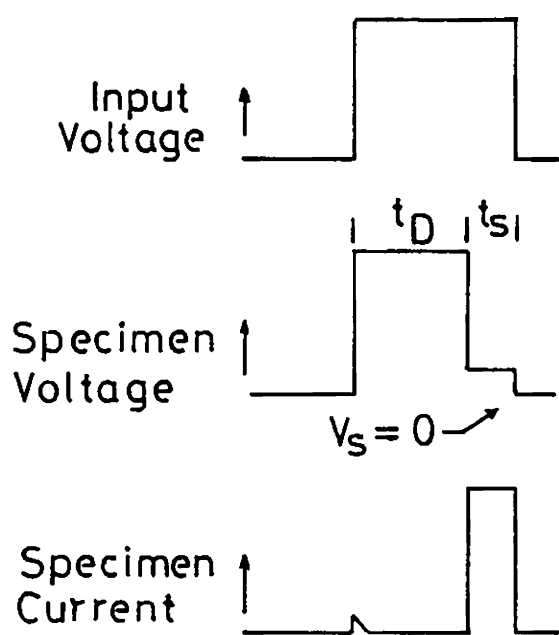 Input
Voltage
t_D t_S
Specimen
Voltage
V_S = 0
Specimen
Current